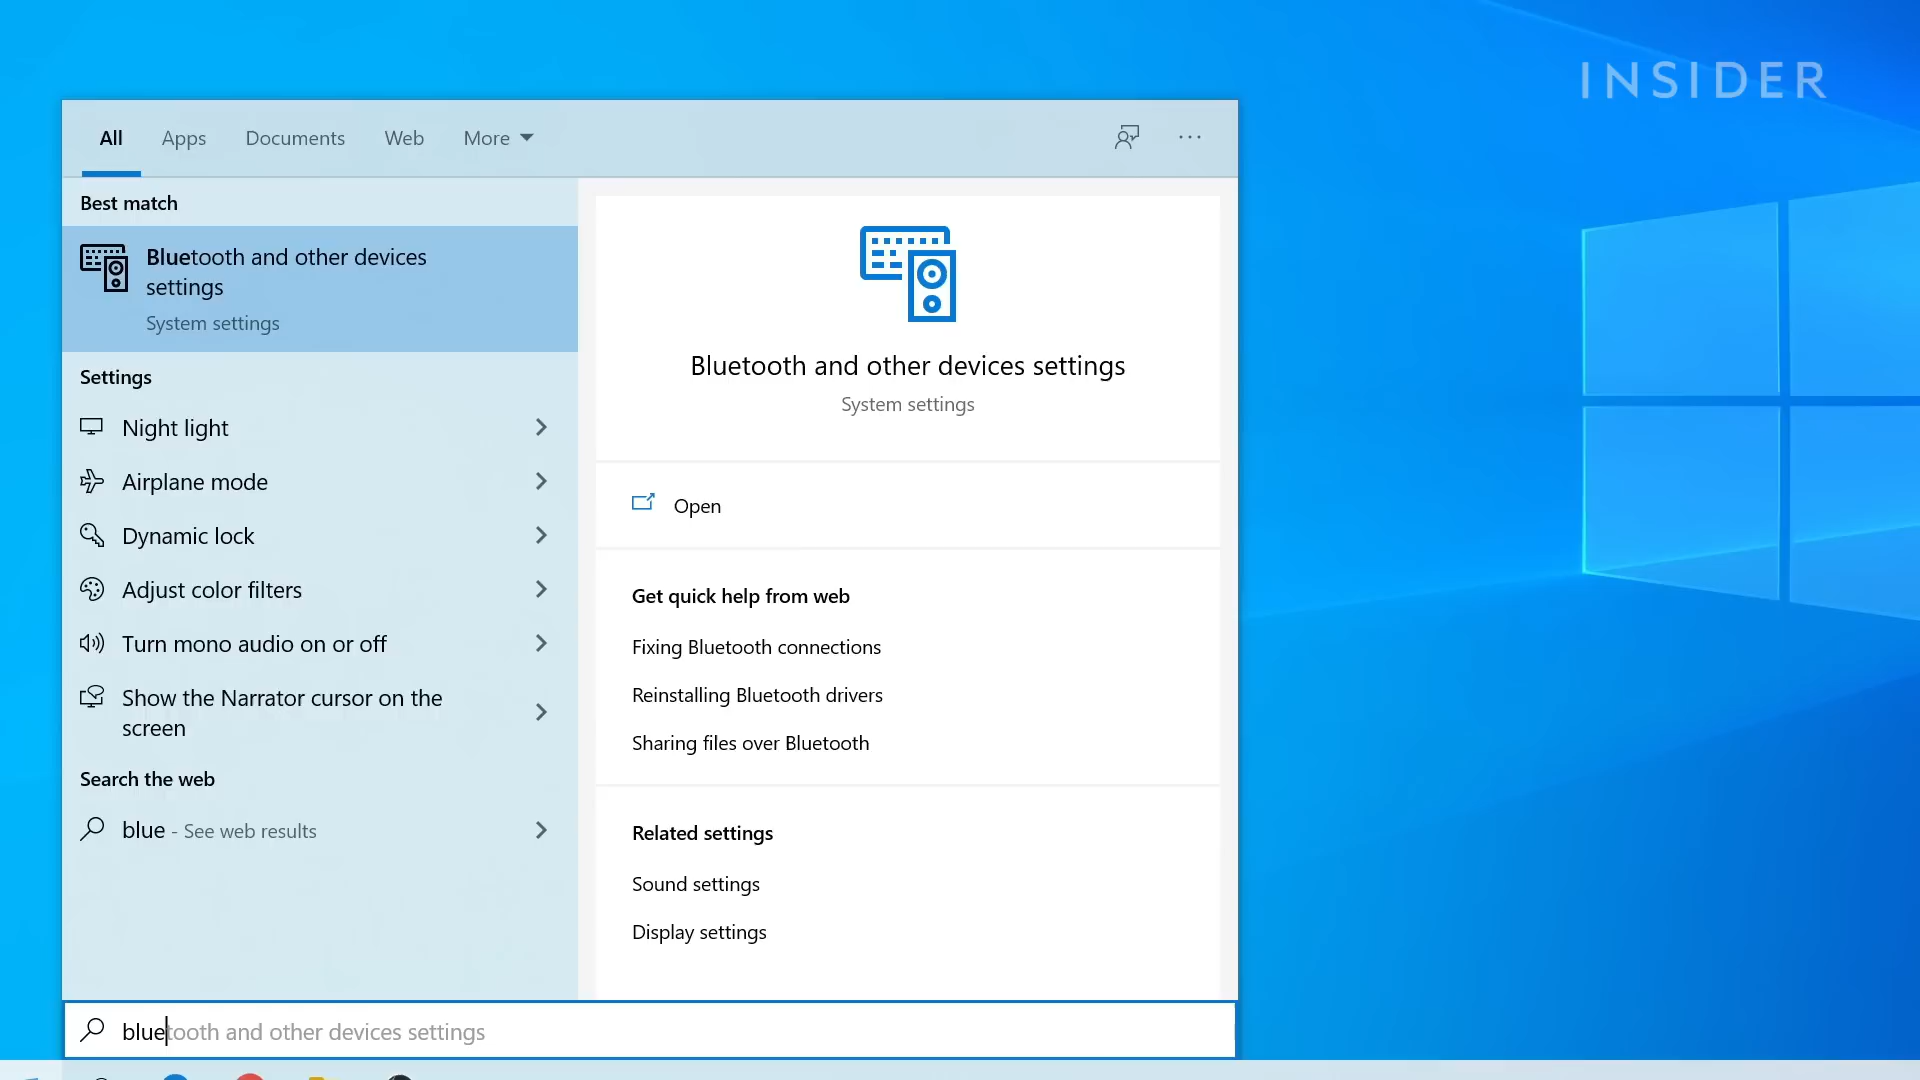 INSIDER
All Apps Documents Web More
Best match
Bluetooth and other devices
settings
System settings
Settings
Night light
Airplane mode
Dynamic lock
Adjust color filters
Turn mono audio on or off
Show the Narrator cursor on the
screen
Search the web
blue - See web results
Bluetooth and other devices settings
System settings
Open
Get quick help from web
Fixing Bluetooth connections
Reinstalling Bluetooth drivers
Sharing files over Bluetooth
Related settings
Sound settings
Display settings
bluetooth and other devices settings